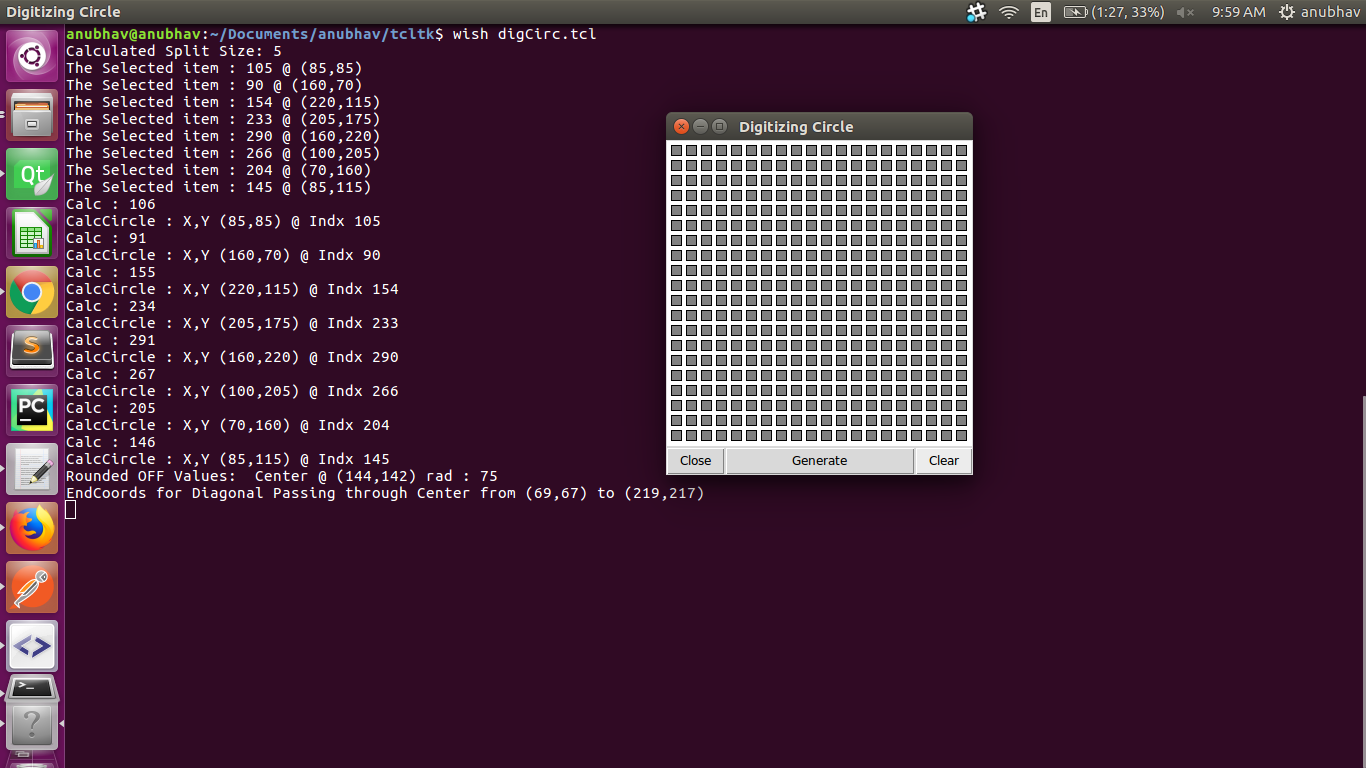 Digitizing Circle
En
(1:27, 33%)
9:59 AM
anubhav
anubhav@anubhav:~/Documents/anubhav/tcltk$ wish digCirc.tcl
Calculated Split Size: 5
The Selected item : 105 @ (85,85)
The Selected item : 90 @ (160,70)
The Selected item : 154 @ (220,115)
The Selected item : 233 @ (205,175)
The Selected item : 290 @ (160,220)
The Selected item : 266 @ (100,205)
The Selected item : 204 @ (70,160)
The Selected item : 145 @ (85,115)
Calc : 106
CalcCircle : X,Y (85,85) @ Indx 105
Calc : 91
CalcCircle : X,Y (160,70) @ Indx 90
Calc : 155
CalcCircle : X,Y (220,115) @ Indx 154
Calc : 234
CalcCircle : X,Y (205,175) @ Indx 233
Calc : 291
CalcCircle : X,Y (160,220) @ Indx 290
Calc : 267
CalcCircle : X,Y (100,205) @ Indx 266
Calc : 205
CalcCircle : X,Y (70,160) @ Indx 204
Calc : 146
CalcCircle : X,Y (85,115) @ Indx 145
Rounded OFF Values:  Center @ (144,142) rad : 75
EndCoords for Diagonal Passing through Center from (69,67) to (219,217)
Digitizing Circle
Close
Generate
Clear
Qt
S
PC
<>
>_
?